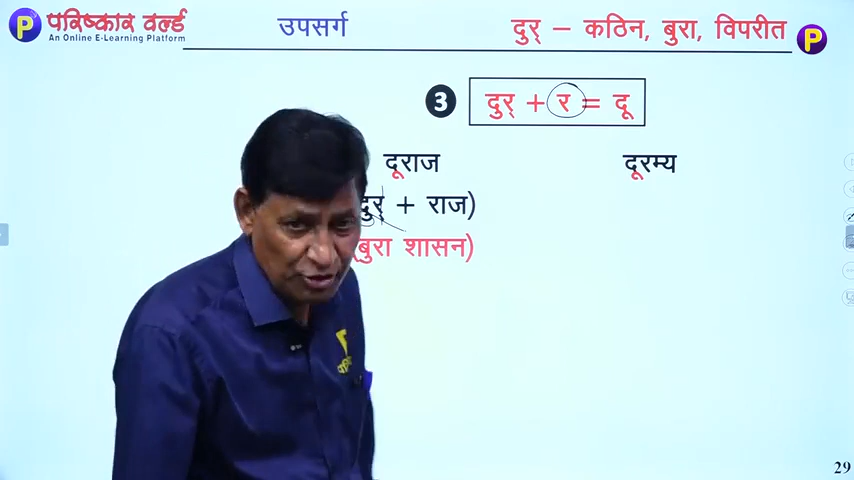 परिष्कार वर्ल्ड
An Online E-Learning Platform
उपसर्ग
दुर् – कठिन, बुरा, विपरीत
3 दुर् + र = दू
दूराज दूरम्य
दुर् + राज)
(बुरा शासन)
29